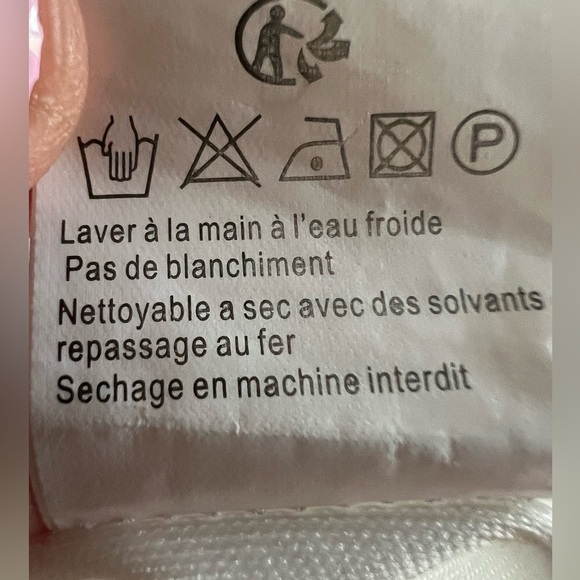 P
Laver à la main à l'eau froide
Pas de blanchiment
Nettoyable a sec avec des solvants
repassage au fer
Sechage en machine interdit